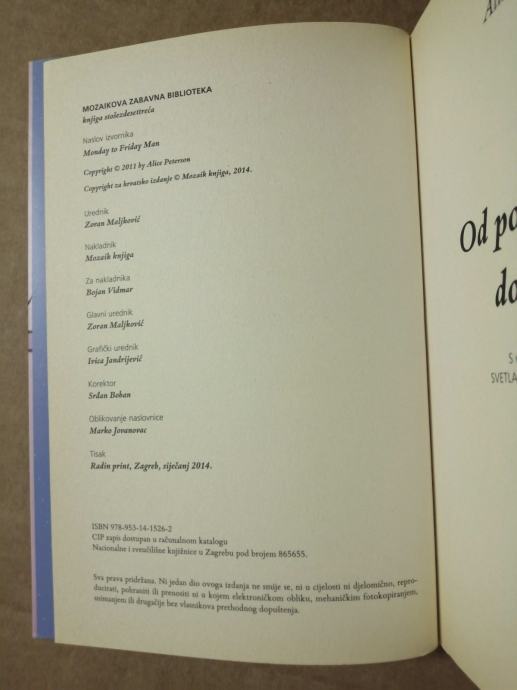 MOZAIKOVA ZABAVNA BIBLIOTEKA
knjiga stošezdesettreća
Naslov izvornika
Monday to Friday Man
Copyright © 2011 by Alice Peterson
Copyright za hrvatsko izdanje © Mozaik knjiga, 2014.
Urednik
Zoran Maljković
Nakladnik
Mozaik knjiga
Za nakladnika
Bojan Vidmar
Glavni urednik
Zoran Maljković
Grafički urednik
Ivica Jandrijević
Korektor
Srđan Boban
Oblikovanje naslovnice
Marko Jovanovac
Tisak
Radin print, Zagreb, siječanj 2014.
ISBN 978-953-14-1526-2
CIP zapis dostupan u računalnom katalogu
Nacionalne i sveučilišne knjižnice u Zagrebu pod brojem 865655.
Sva prava pridržana. Ni jedan dio ovoga izdanja ne smije se, ni u cijelosti ni djelomično, repro-
ducirati, pohraniti ili prenositi ni u kojem elektroničkom obliku, mehaničkim fotokopiranjem,
snimanjem ili drugačije bez vlasnikova prethodnog dopuštenja.
Od po
do
SVETLA